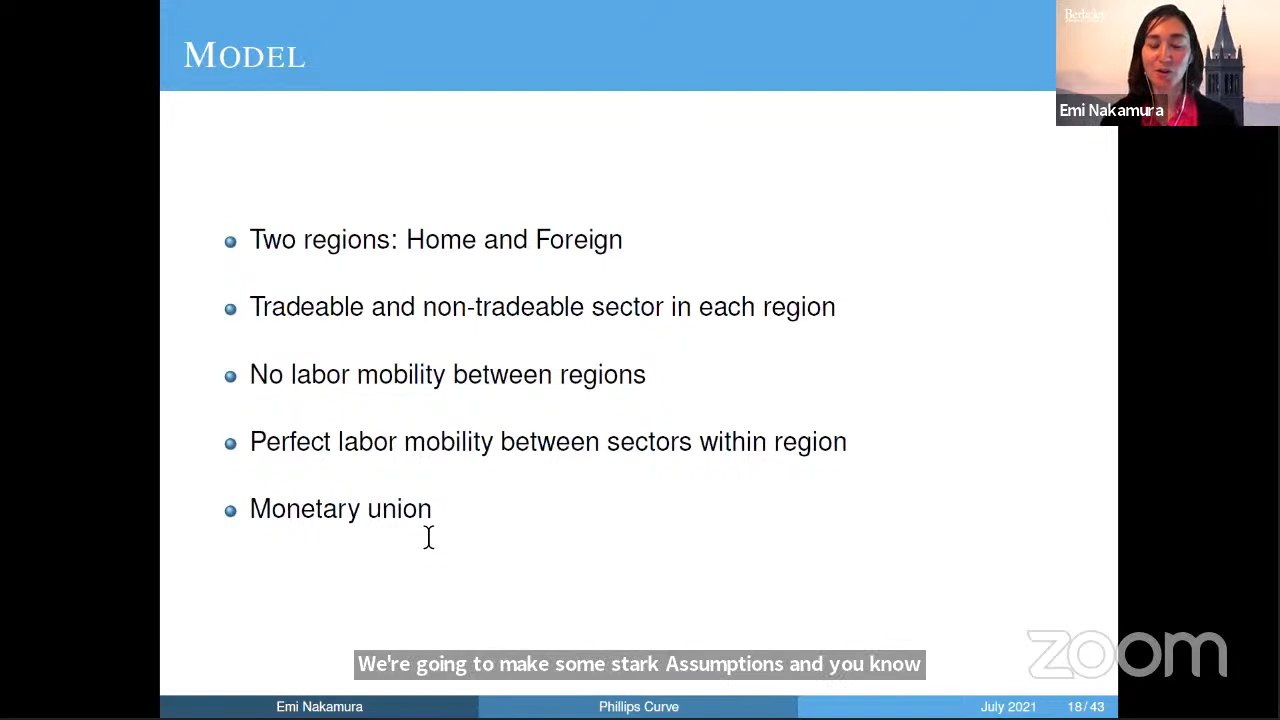 MODEL
Berkeley
Emi Nakamura
Two regions: Home and Foreign
Tradeable and non-tradeable sector in each region
No labor mobility between regions
Perfect labor mobility between sectors within region
Monetary union
zoom
We're going to make some stark Assumptions and you know
Emi Nakamura
Phillips Curve
July 2021
18/43